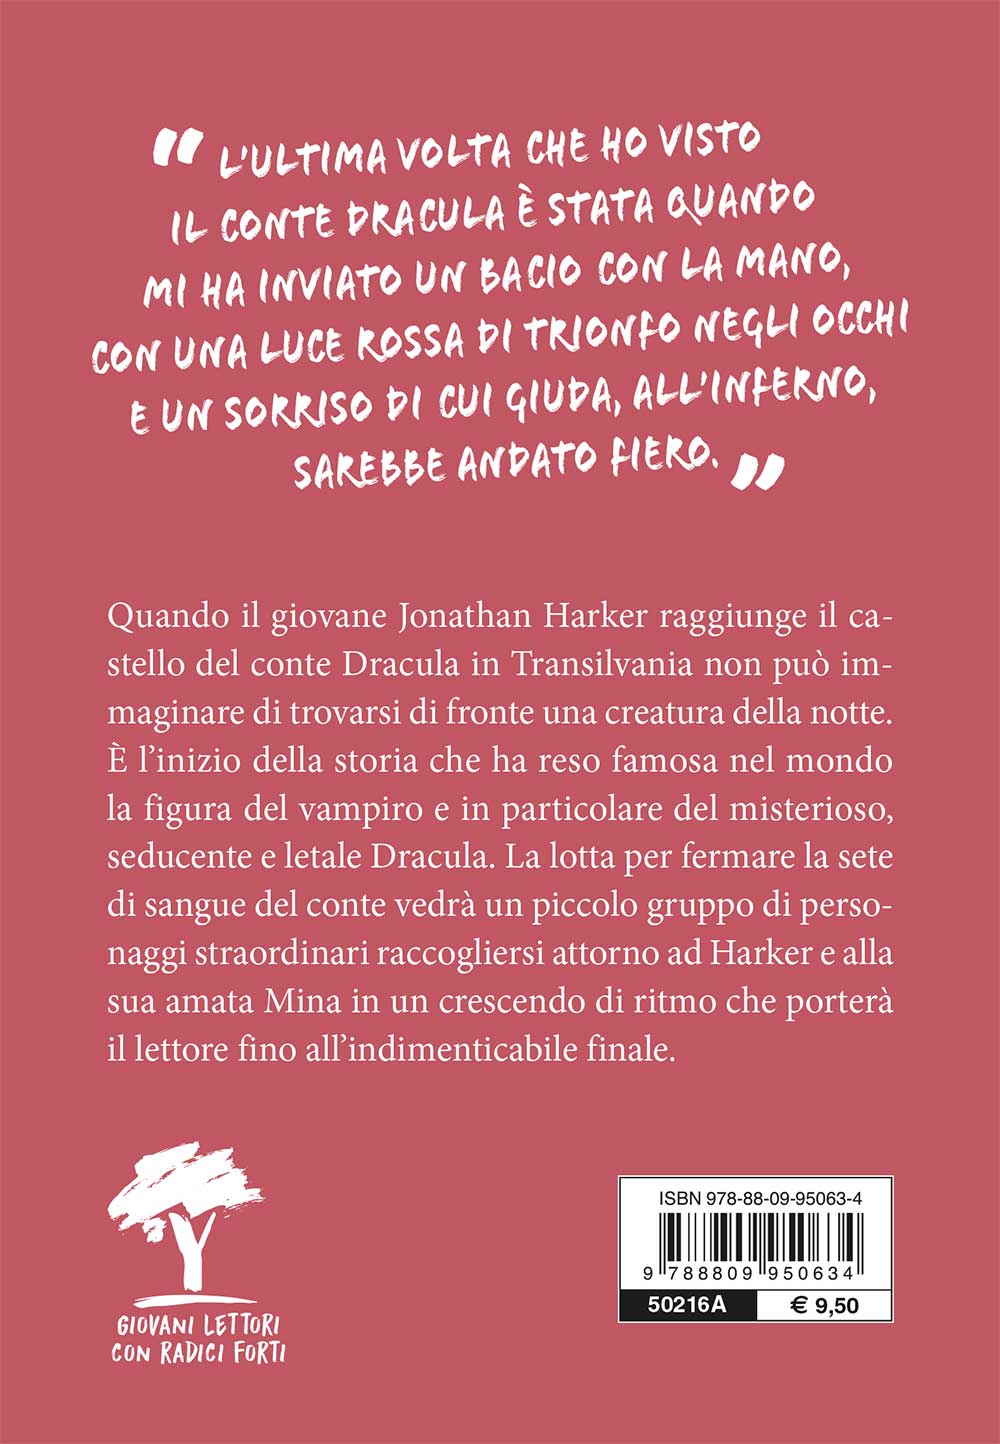 “L'ULTIMA VOLTA CHE HO VISTO
IL CONTE DRACULA È STATA QUANDO
MI HA INVIATO UN BACIO CON LA MANO,
CON UNA LUCE ROSSA DI TRIONFO NEGLI OCCHI
E UN SORRISO DI CUI GIUDA, ALL'INFERNO,
SAREBBE ANDATO FIERO.”
Quando il giovane Jonathan Harker raggiunge il ca-
stello del conte Dracula in Transilvania non può im-
maginare di trovarsi di fronte una creatura della notte.
È l’inizio della storia che ha reso famosa nel mondo
la figura del vampiro e in particolare del misterioso,
seducente e letale Dracula. La lotta per fermare la sete
di sangue del conte vedrà un piccolo gruppo di perso-
naggi straordinari raccogliersi attorno ad Harker e alla
sua amata Mina in un crescendo di ritmo che porterà
il lettore fino all’indimenticabile finale.
GIOVANI LETTORI
CON RADICI FORTI
ISBN 978-88-09-95063-4
9 788809 950634
50216A € 9,50